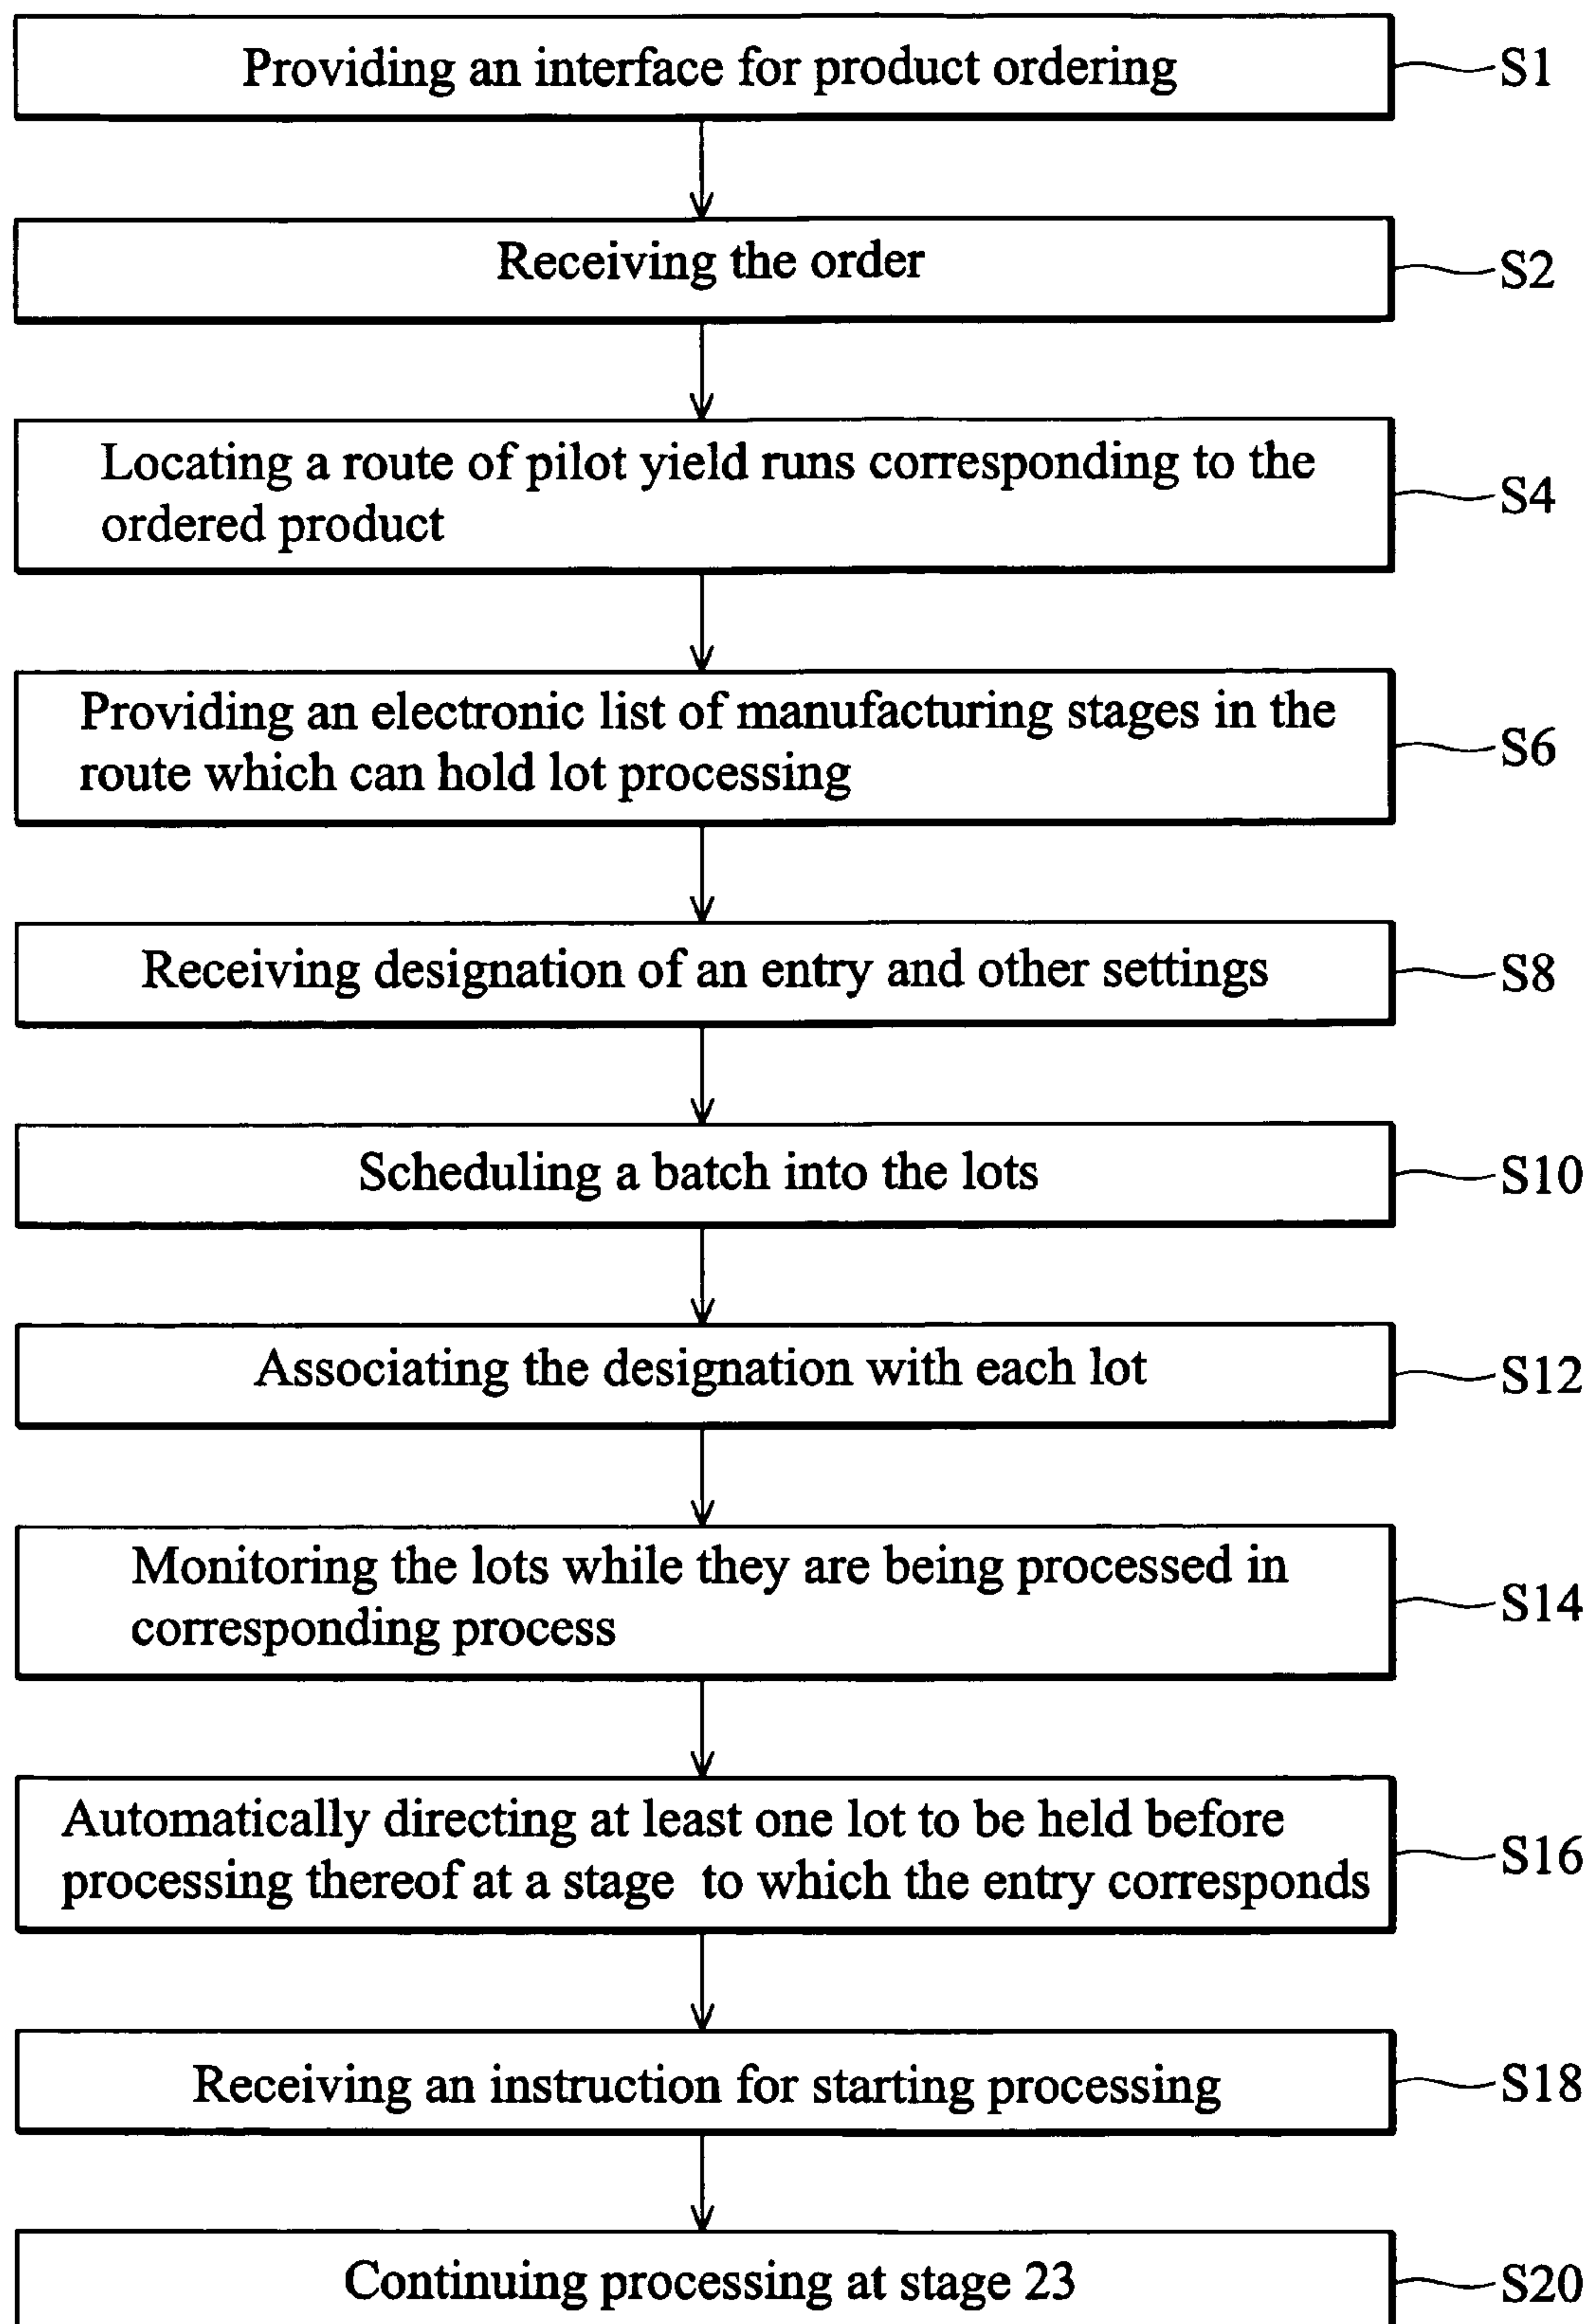 Providing an interface for product ordering
S1
Receiving the order
S2
Locating a route of pilot yield runs corresponding to the
ordered product
S4
Providing an electronic list of manufacturing stages in the
route which can hold lot processing
S6
Receiving designation of an entry and other settings
S8
Scheduling a batch into the lots
S10
Associating the designation with each lot
S12
Monitoring the lots while they are being processed in
corresponding process
S14
Automatically directing at least one lot to be held before
processing thereof at a stage to which the entry corresponds
S16
Receiving an instruction for starting processing
S18
Continuing processing at stage 23
S20